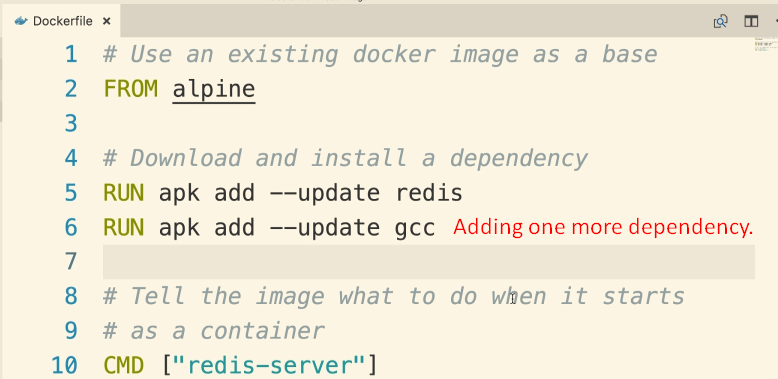 Dockerfile ×
1 # Use an existing docker image as a base
2 FROM alpine
3
4 # Download and install a dependency
5 RUN apk add --update redis
6 RUN apk add --update gcc Adding one more dependency.
7
8 # Tell the image what to do when it starts
9 # as a container
10 CMD ["redis-server"]